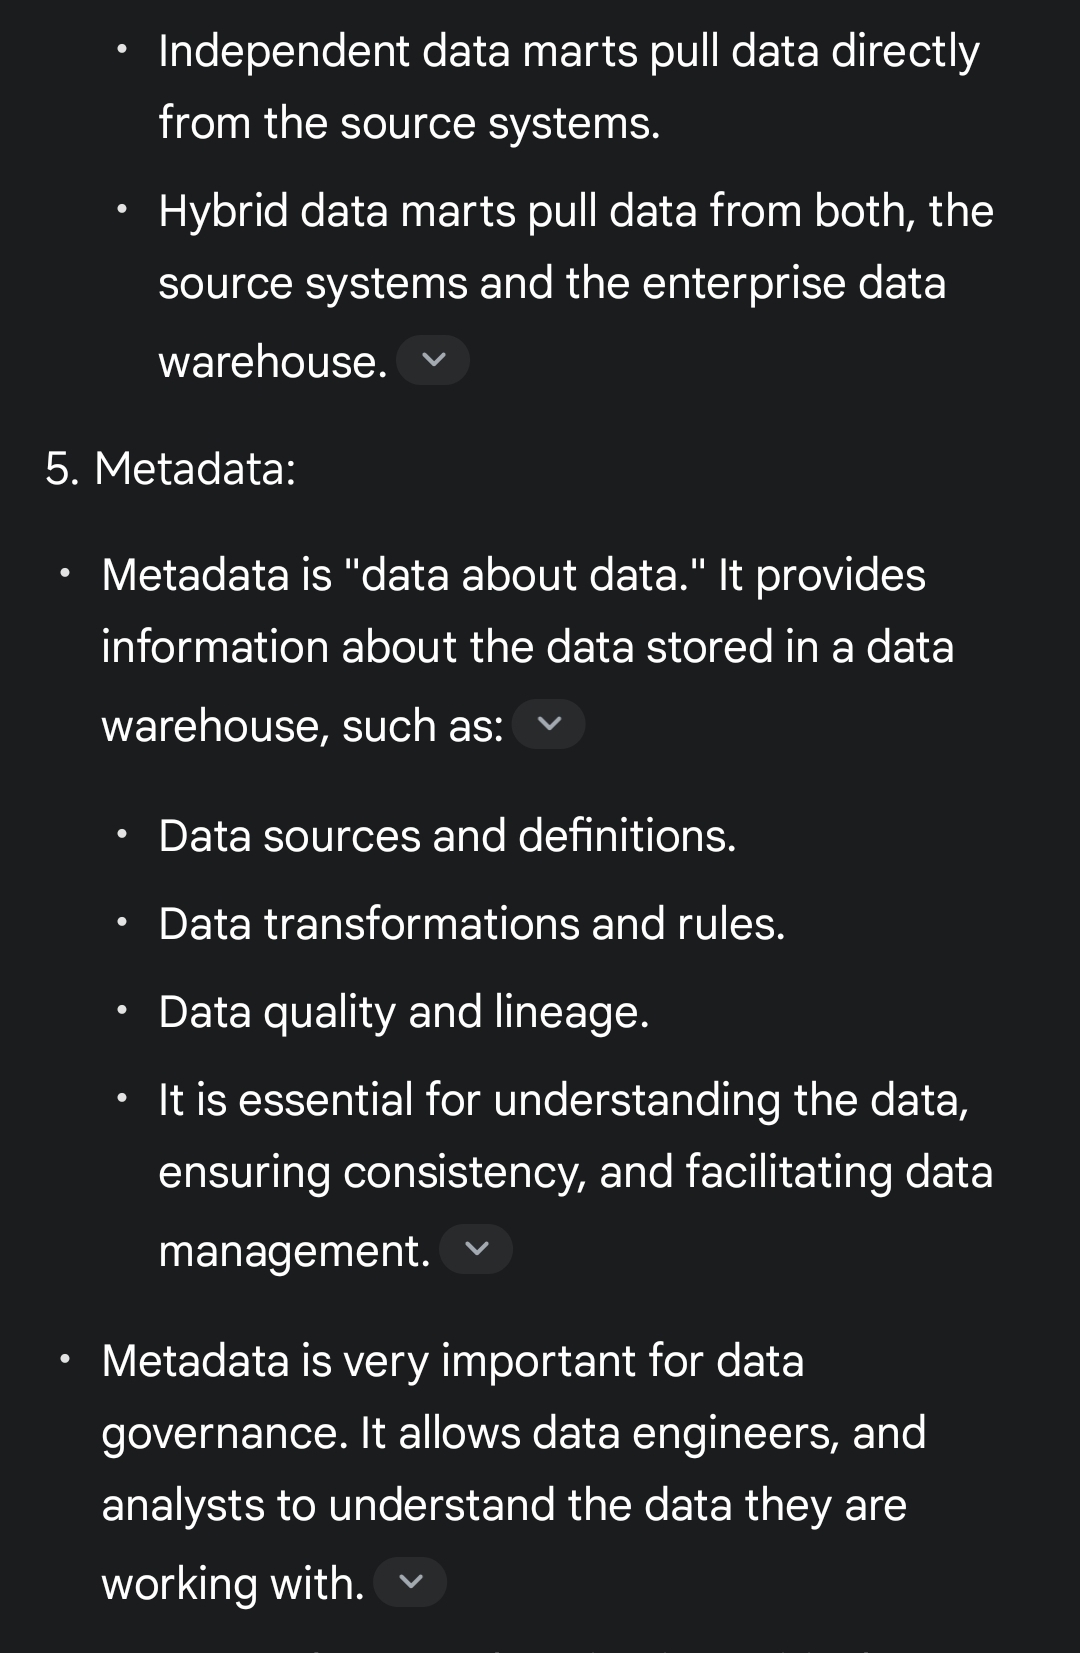 • Independent data marts pull data directly
from the source systems.
• Hybrid data marts pull data from both, the
source systems and the enterprise data
warehouse.
5. Metadata:
• Metadata is "data about data." It provides
information about the data stored in a data
warehouse, such as:
• Data sources and definitions.
• Data transformations and rules.
• Data quality and lineage.
• It is essential for understanding the data,
ensuring consistency, and facilitating data
management.
• Metadata is very important for data
governance. It allows data engineers, and
analysts to understand the data they are
working with.